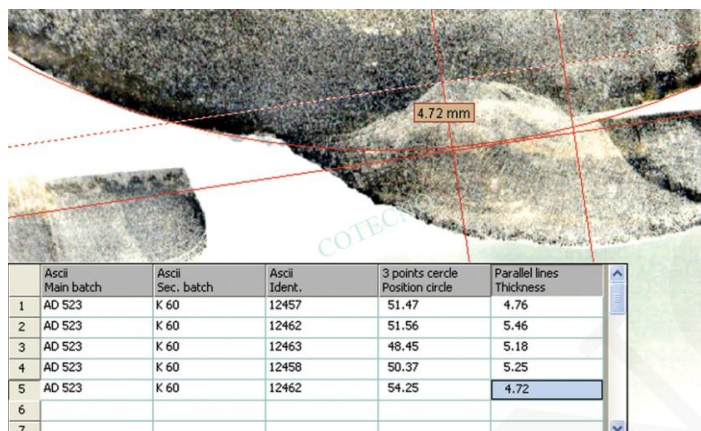 4.72 mm
COTECNO
Ascii Main batch Ascii Sec. batch Ascii Ident. 3 points cercle Position circle Parallel lines Thickness
1 AD 523 K 60 12457 51.47 4.76
2 AD 523 K 60 12462 51.56 5.46
3 AD 523 K 60 12463 48.45 5.18
4 AD 523 K 60 12458 50.37 5.25
5 AD 523 K 60 12462 54.25 4.72
6
7